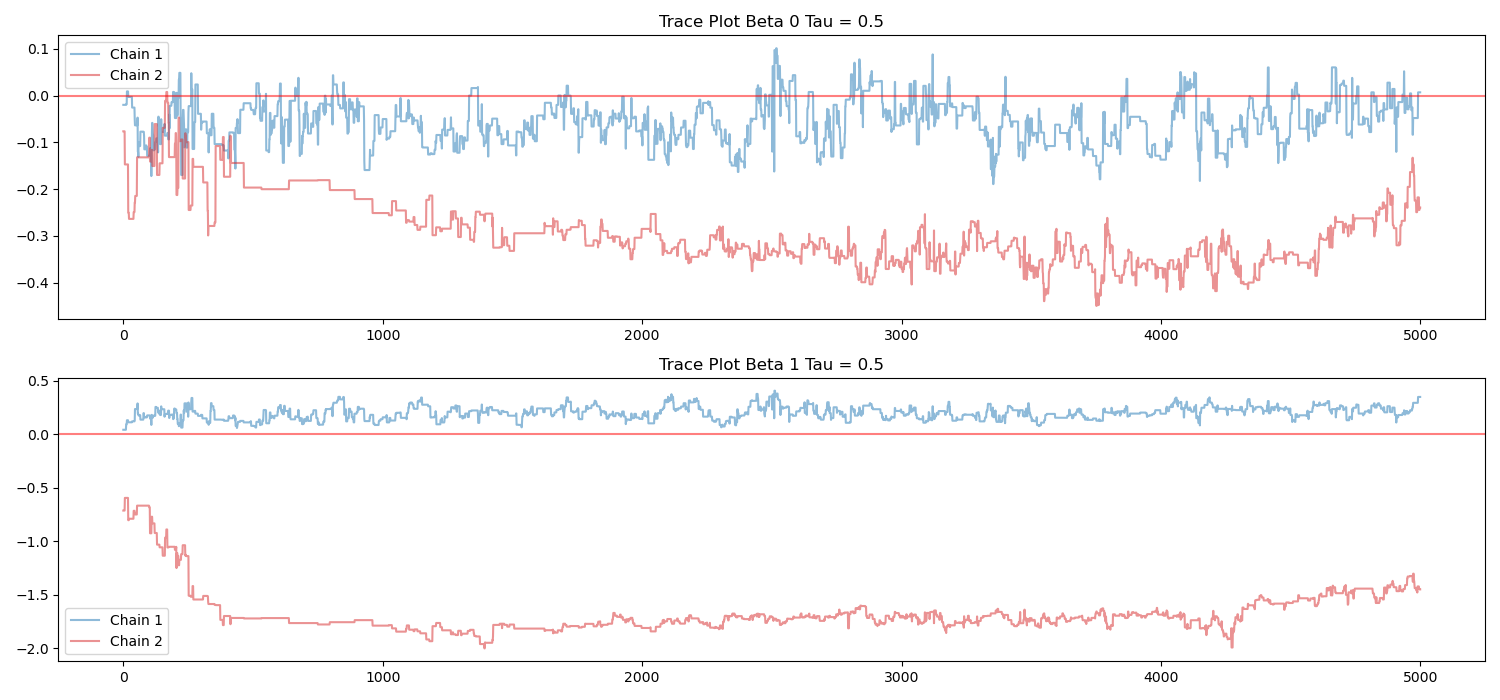 Trace Plot Beta 0 Tau = 0.5
Chain 1
Chain 2
0.1
0.0
−0.1
−0.2
−0.3
−0.4
0 1000 2000 3000 4000 5000
Trace Plot Beta 1 Tau = 0.5
0.5
0.0
−0.5
−1.0
−1.5
−2.0
Chain 1
Chain 2
0 1000 2000 3000 4000 5000